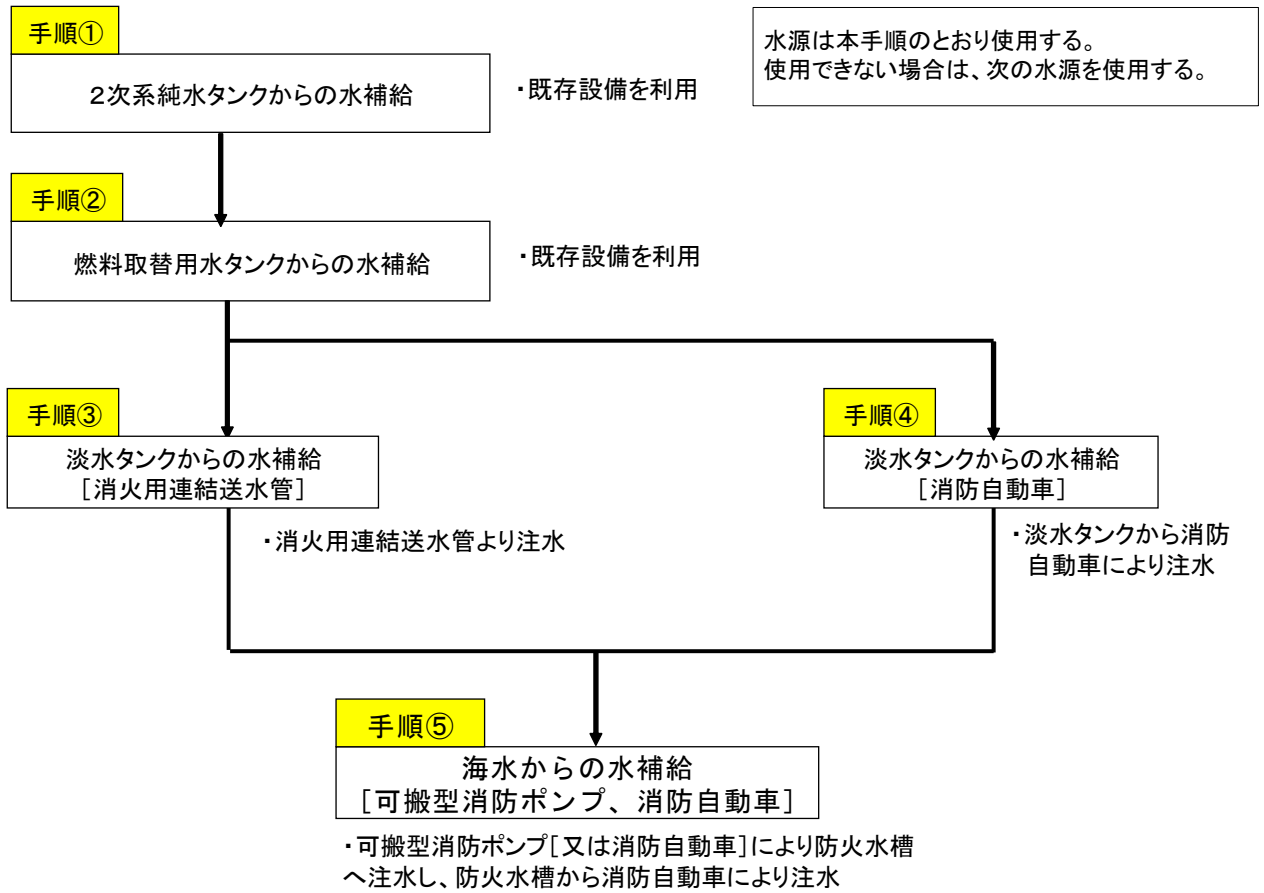 手順①
2次系純水タンクからの水補給
・既存設備を利用
水源は本手順のとおり使用する。
使用できない場合は、次の水源を使用する。
手順②
燃料取替用水タンクからの水補給
・既存設備を利用
手順③
淡水タンクからの水補給
[消火用連結送水管]
・消火用連結送水管より注水
手順④
淡水タンクからの水補給
[消防自動車]
・淡水タンクから消防
自動車により注水
手順⑤
海水からの水補給
[可搬型消防ポンプ、消防自動車]
・可搬型消防ポンプ[又は消防自動車]により防火水槽
へ注水し、防火水槽から消防自動車により注水